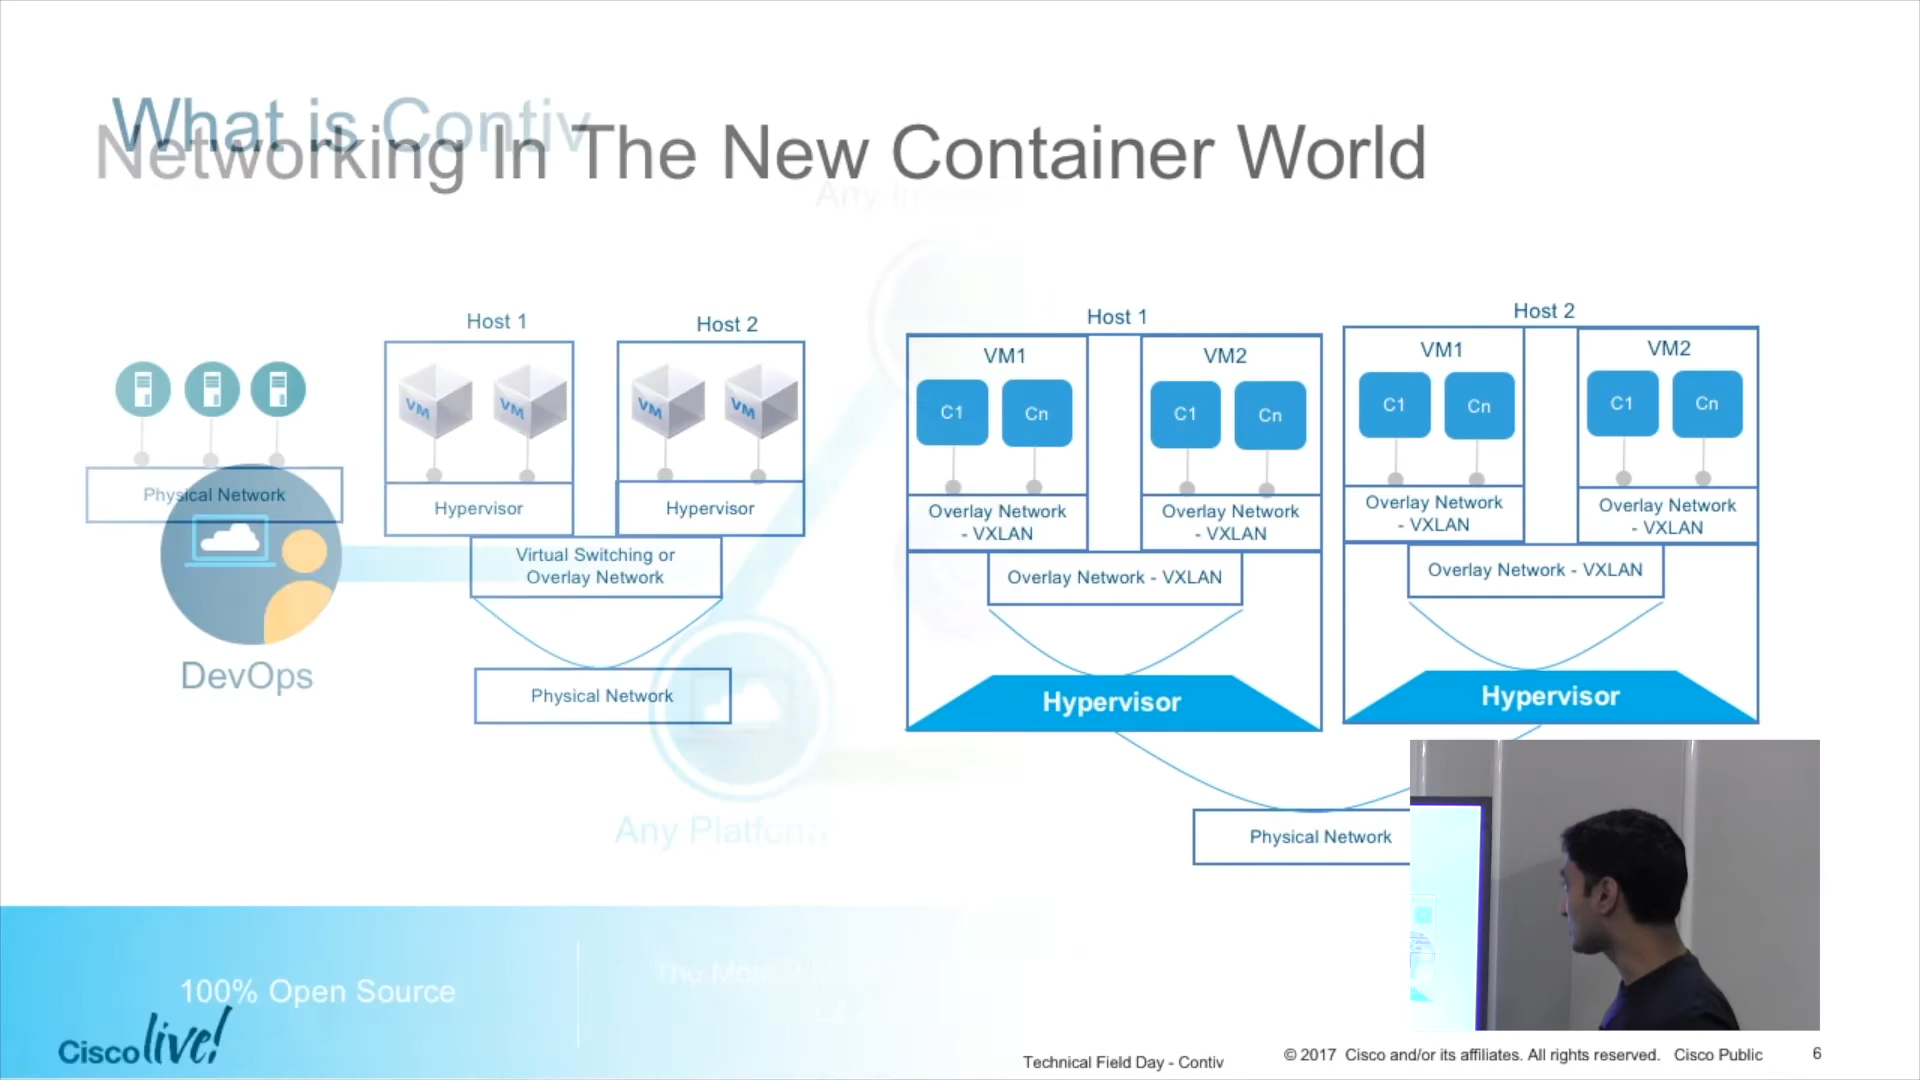 What is Contiv
Networking In The New Container World
Any
Host 1
Host 2
VM
VM
VM
VM
Physical Network
Hypervisor
Hypervisor
Virtual Switching or
Overlay Network
Physical Network
DevOps
Any Platform
Host 1
VM1
VM2
C1
Cn
C1
Cn
Overlay Network
- VXLAN
Overlay Network
- VXLAN
Overlay Network - VXLAN
Hypervisor
Host 2
VM1
VM2
C1
Cn
C1
Cn
Overlay Network
- VXLAN
Overlay Network
- VXLAN
Overlay Network - VXLAN
Hypervisor
Physical Network
100% Open Source
The
Cisco live!
Technical Field Day - Contiv
© 2017 Cisco and/or its affiliates. All rights reserved. Cisco Public
6